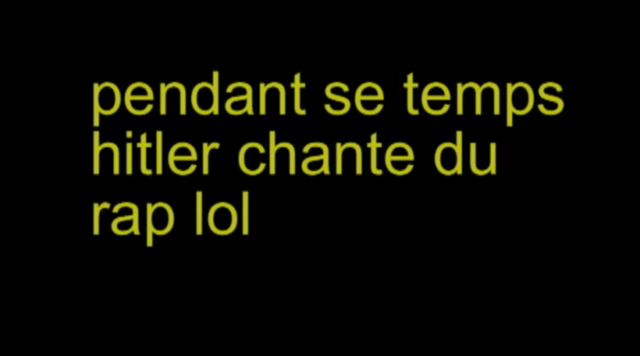 pendant se temps
hitler chante du
rap lol